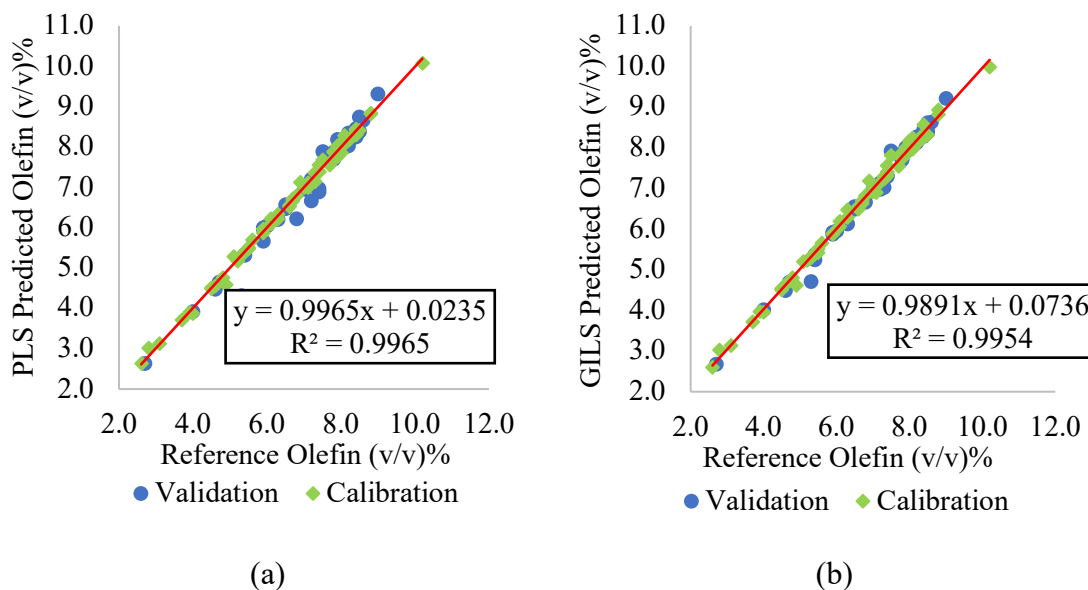 PLS Predicted Olefin (v/v)%
11.0
10.0
9.0
8.0
7.0
6.0
5.0
4.0
3.0
2.0
y = 0.9965x + 0.0235
R² = 0.9965
2.0 4.0 6.0 8.0 10.0 12.0
Reference Olefin (v/v)%
Validation Calibration
(a)
GILS Predicted Olefin (v/v)%
11.0
10.0
9.0
8.0
7.0
6.0
5.0
4.0
3.0
2.0
y = 0.9891x + 0.0736
R² = 0.9954
2.0 4.0 6.0 8.0 10.0 12.0
Reference Olefin (v/v)%
Validation Calibration
(b)